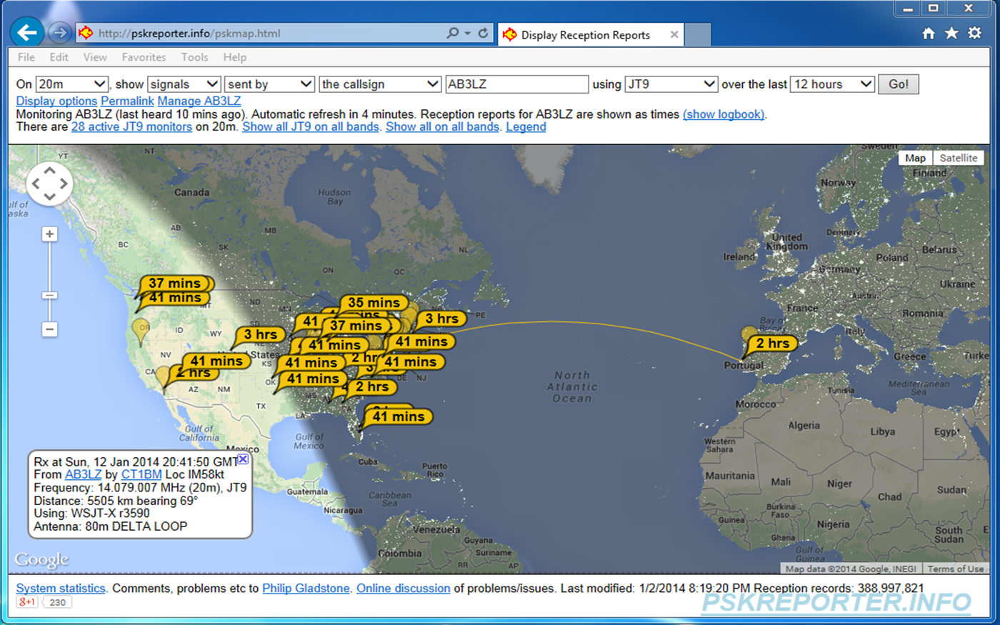 http://pskreporter.info/pskmap.html
Display Reception Reports
File Edit View Favorites Tools Help
On 20m , show signals sent by the callsign AB3LZ using JT9 over the last 12 hours Go!
Display options Permalink Manage AB3LZ
Monitoring AB3LZ (last heard 10 mins ago). Automatic refresh in 4 minutes. Reception reports for AB3LZ are shown as times (show logbook).
There are 28 active JT9 monitors on 20m. Show all JT9 on all bands. Show all on all bands. Legend
Map Satellite
YT NT Sweden
Finland
Norway
Canada
Hudson
Bay
AB MB
BC SK NL
ON QC
United
Kingdom
Denmark
Ireland
Belarus
Poland
Germany
Ukraine
37 mins
41 mins
MT
ND MN
35 mins
PE
France
Austria
Romania
Bay of
Italy
OR ID WY SD
3 hrs
41
37 mins
3 hrs
41 mins
41 mins
2 hrs
Portugal
Greece
NV
KS
41 mins
2 hrs
CA
41 mins
41 mins
DE NJ
AZ NM OK
41 mins
2 hrs
MS
TX LA
41 mins
North
Atlantic
Ocean
Tunisia
Mediterranean
Sea
Morocco
Algeria Libya Egypt
Western
Sahara
Gulf of
California
Gulf of
Mexico
Mexico
Cuba
Puerto
Rico
Mauritania Mali Niger Chad Sudan
Guatemala
Caribbean
Sea
Nicaragua
Burkina
Faso
Guinea Nigeria
Ghana
South
Sudan
Gulf of
Guinea
Venezuela
Guyana
Suriname
Colombia
RR AP
Rx at Sun, 12 Jan 2014 20:41:50 GMT
From AB3LZ by CT1BM Loc IM58kt
Frequency: 14.079.007 MHz (20m), JT9
Distance: 5505 km bearing 69°
Using: WSJT-X r3590
Antenna: 80m DELTA LOOP
Google
Map data ©2014 Google, INEGI Terms of Use
System statistics. Comments, problems etc to Philip Gladstone. Online discussion of problems/issues. Last modified: 1/2/2014 8:19:20 PM Reception records: 388,997,821
g+1 230
PSKREPORTER.INFO